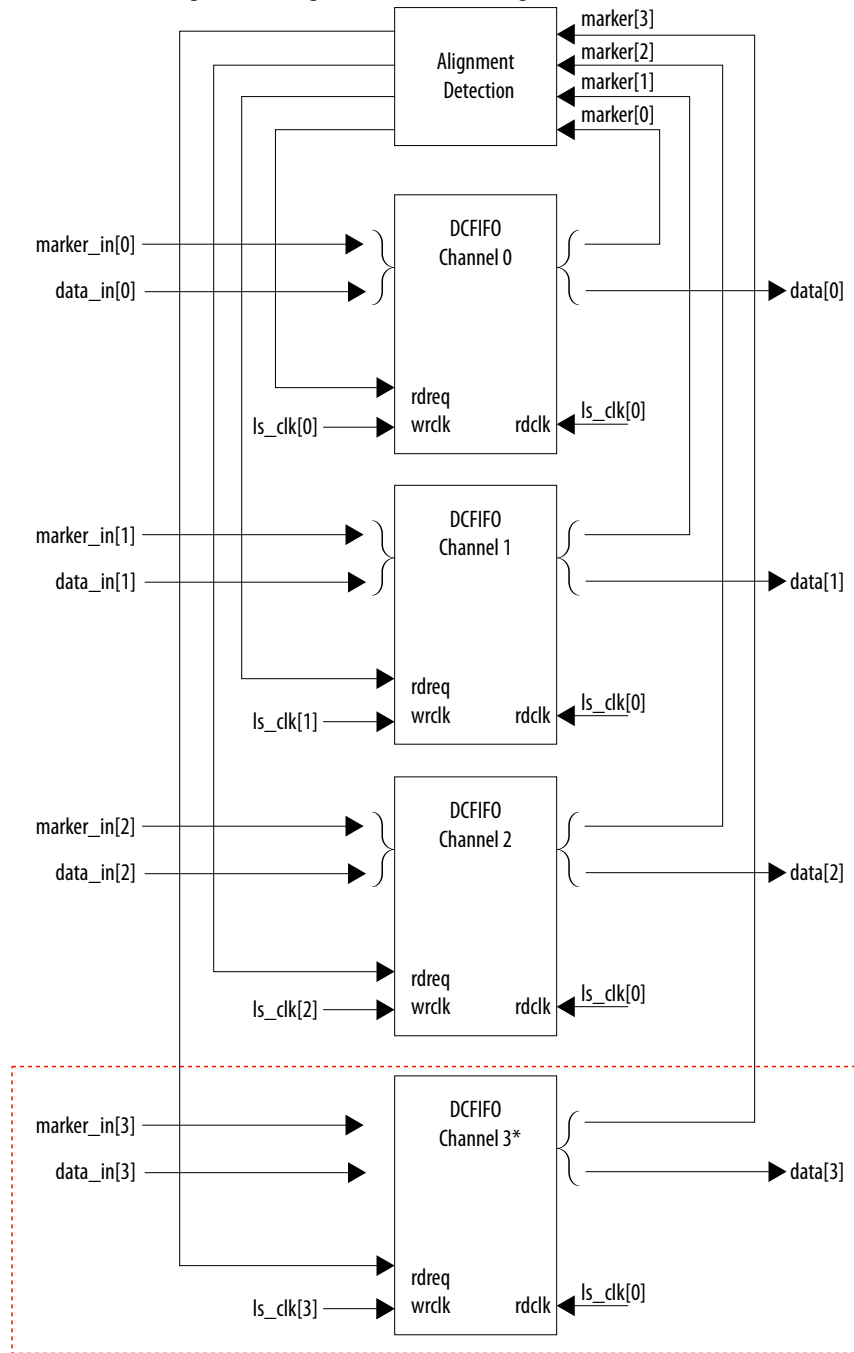 marker[3]
marker[2]
marker[1]
marker[0]
Alignment
Detection
DCFIFO
Channel 0
marker_in[0]
data_in[0]
data[0]
rdreq
wrclk
rdclk
ls_clk[0]
ls_clk[0]
DCFIFO
Channel 1
marker_in[1]
data_in[1]
data[1]
rdreq
wrclk
rdclk
ls_clk[1]
ls_clk[0]
DCFIFO
Channel 2
marker_in[2]
data_in[2]
data[2]
rdreq
wrclk
rdclk
ls_clk[2]
ls_clk[0]
DCFIFO
Channel 3*
marker_in[3]
data_in[3]
data[3]
rdreq
wrclk
rdclk
ls_clk[3]
ls_clk[0]